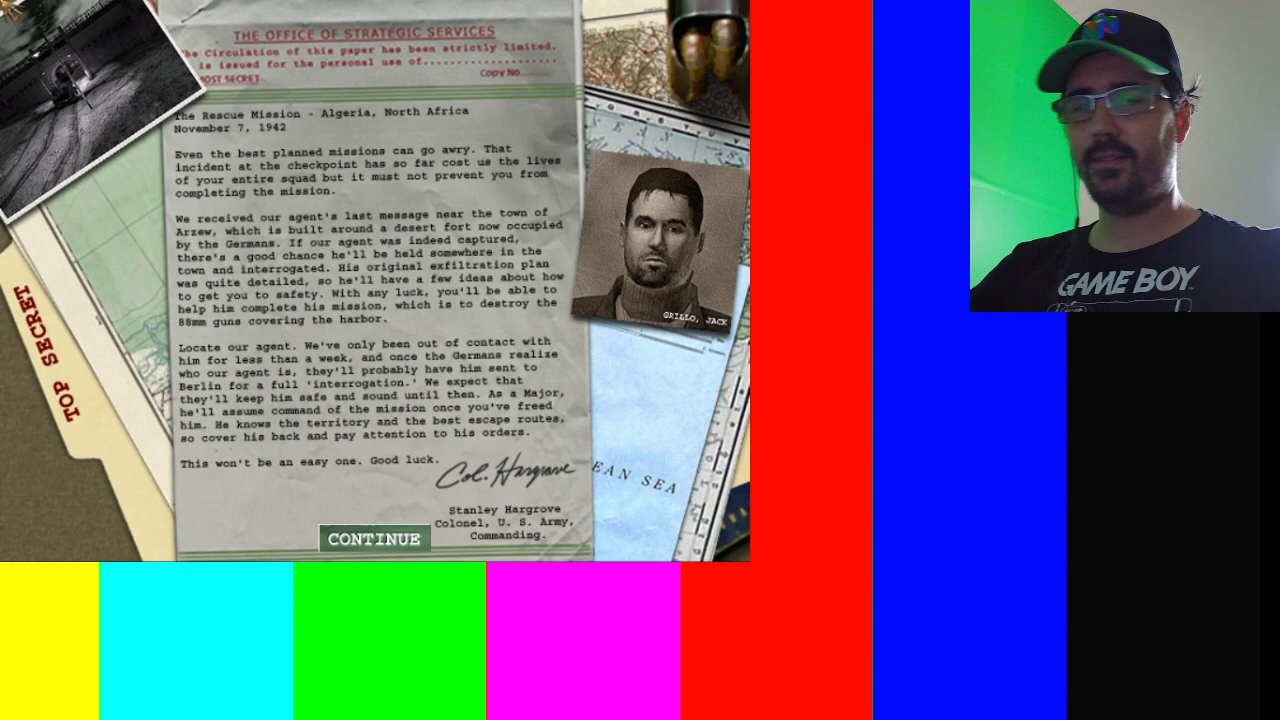 THE OFFICE OF STRATEGIC SERVICES
The Circulation of this paper has been strictly limited.
is issued for the personal use of...................
MOST SECRET
Copy No.......
The Rescue Mission - Algeria, North Africa
November 7, 1942
Even the best planned missions can go awry. That
incident at the checkpoint has so far cost us the lives
of your entire squad but it must not prevent you from
completing the mission.
We received our agent's last message near the town of
Arzew, which is built around a desert fort now occupied
by the Germans. If our agent was indeed captured,
there's a good chance he'll be held somewhere in the
town and interrogated. His original exfiltration plan
was quite detailed, so he'll have a few ideas about how
to get you to safety. With any luck, you'll be able to
help him complete his mission, which is to destroy the
88mm guns covering the harbor.
Locate our agent. We've only been out of contact with
him for less than a week, and once the Germans realize
who our agent is, they'll probably have him sent to
Berlin for a full 'interrogation.' We expect that
they'll keep him safe and sound until then. As a Major,
he'll assume command of the mission once you've freed
him. He knows the territory and the best escape routes,
so cover his back and pay attention to his orders.
This won't be an easy one. Good luck.
Col. Hargrove
Stanley Hargrove
Colonel, U. S. Army,
Commanding.
CONTINUE
TOP SECRET
GRILLO, JACK
EAN SEA
GAME BOY